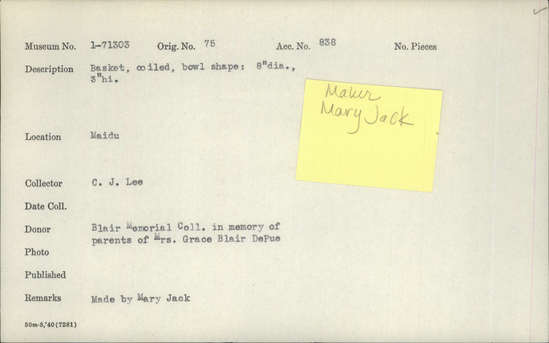 Museum No. 1-71303 Orig. No. 75 Acc. No. 838 No. Pieces
Description Basket, coiled, bowl shape: 8"dia.,
3"hi.
Maker
Mary Jack
Location Maidu
Collector C. J. Lee
Date Coll.
Donor Blair Memorial Coll. in memory of
parents of Mrs. Grace Blair DePue
Photo
Published
Remarks Made by Mary Jack
50m-3,'40(7281)